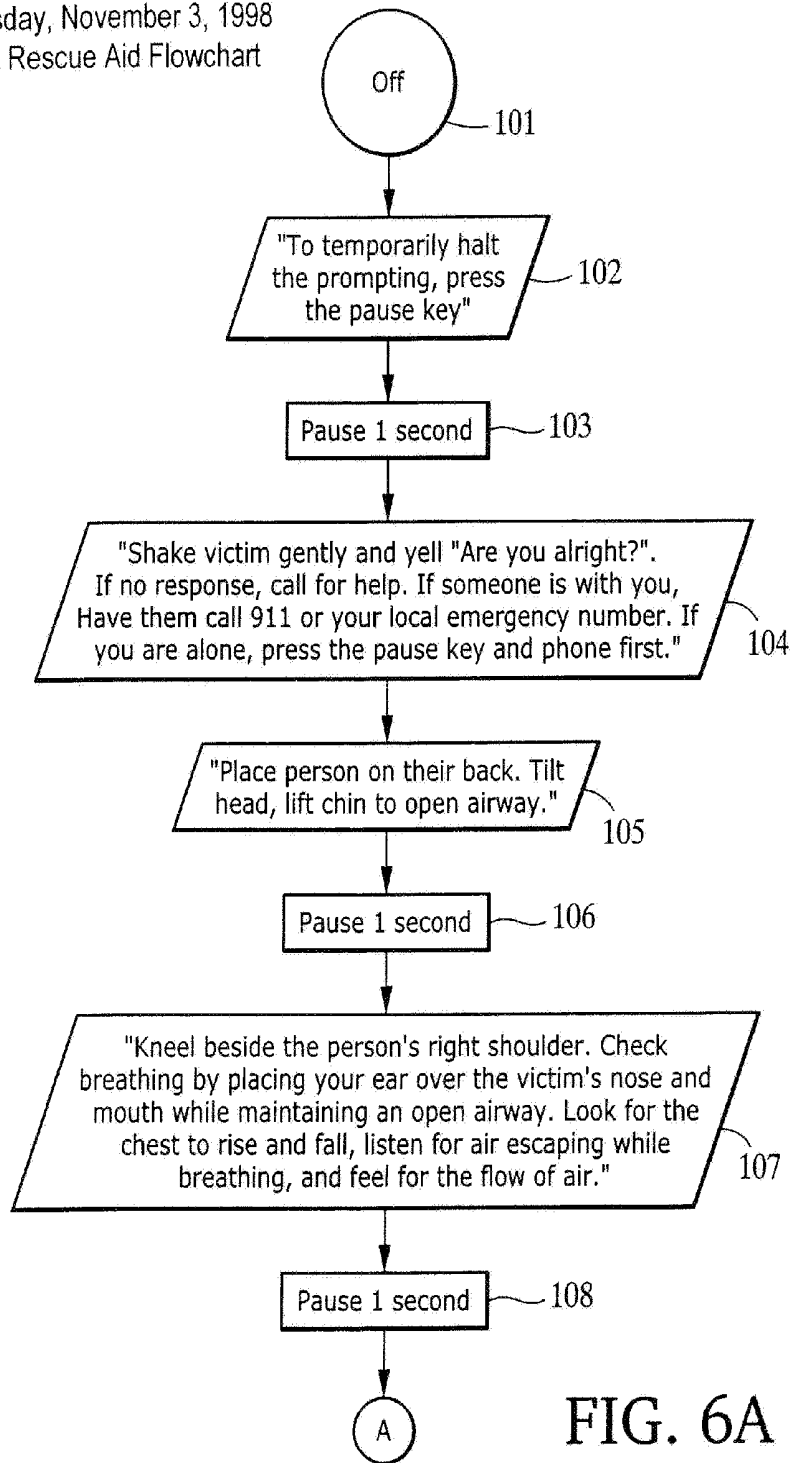 sday, November 3, 1998
Rescue Aid Flowchart
Off
101
"To temporarily halt
the prompting, press
the pause key"
102
Pause 1 second
103
"Shake victim gently and yell "Are you alright?".
If no response, call for help. If someone is with you,
Have them call 911 or your local emergency number. If
you are alone, press the pause key and phone first."
104
"Place person on their back. Tilt
head, lift chin to open airway."
105
Pause 1 second
106
"Kneel beside the person's right shoulder. Check
breathing by placing your ear over the victim's nose and
mouth while maintaining an open airway. Look for the
chest to rise and fall, listen for air escaping while
breathing, and feel for the flow of air."
107
Pause 1 second
108
A
FIG. 6A